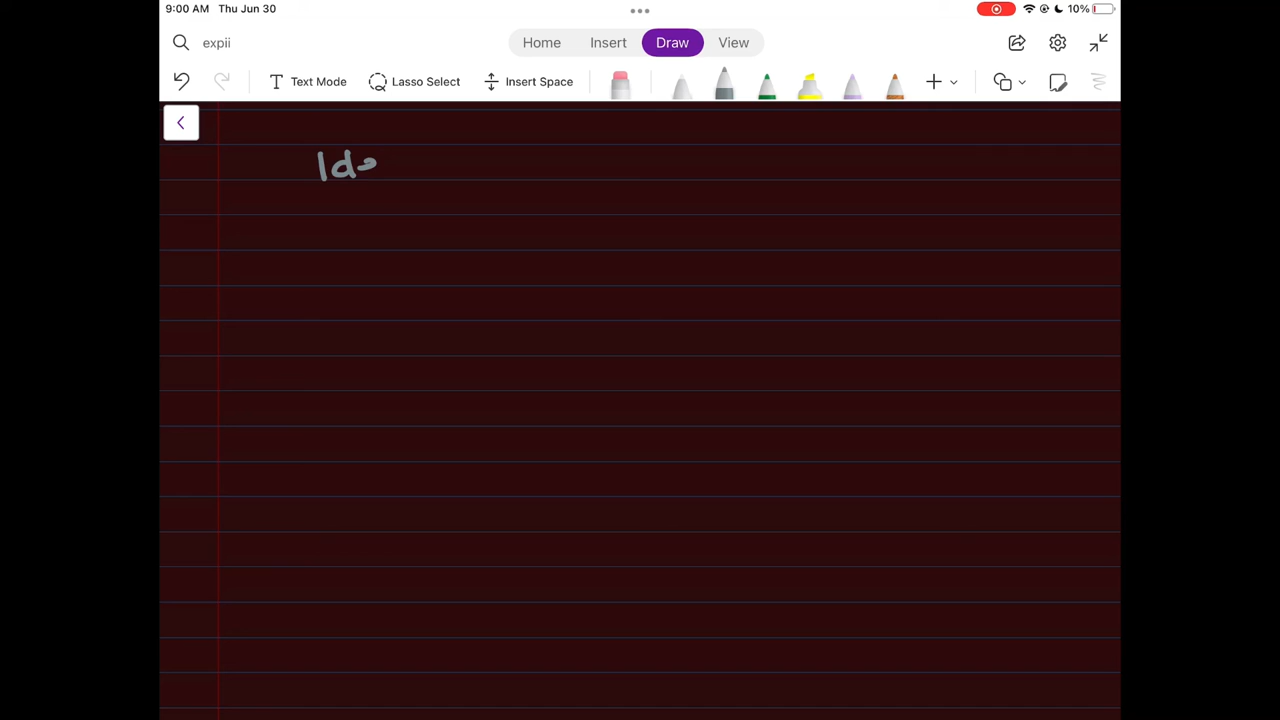 9:00 AM Thu Jun 30 10%
expii Home Insert Draw View
Text Mode Lasso Select Insert Space